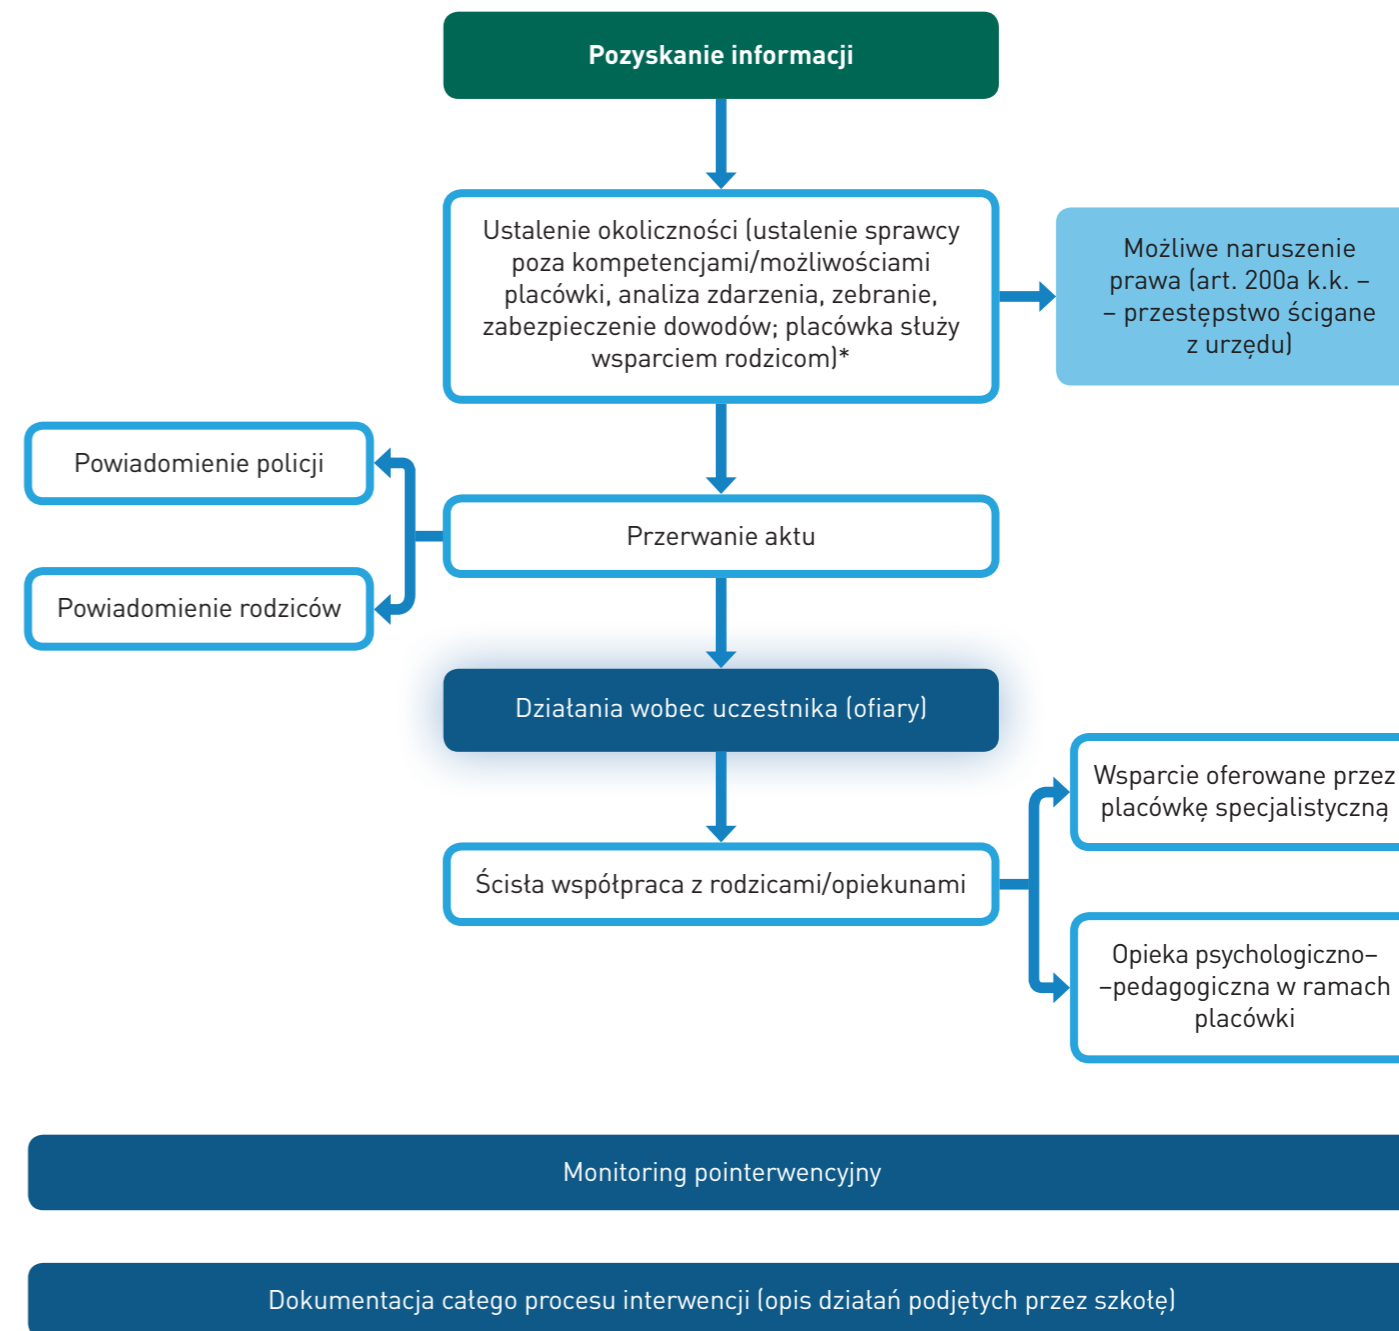 Pozyskanie informacji
Ustalenie okoliczności (ustalenie sprawcy
poza kompetencjami/możliwościami
placówki, analiza zdarzenia, zebranie,
zabezpieczenie dowodów; placówka służy
wsparciem rodzicom)*
Możliwe naruszenie
prawa (art. 200a k.k. –
– przestępstwo ścigane
z urzędu)
Powiadomienie policji
Przerwanie aktu
Powiadomienie rodziców
Działania wobec uczestnika (ofiary)
Wsparcie oferowane przez
placówkę specjalistyczną
Ścisła współpraca z rodzicami/opiekunami
Opieka psychologiczno–
–pedagogiczna w ramach
placówki
Monitoring pointerwencyjny
Dokumentacja całego procesu interwencji (opis działań podjętych przez szkołę)